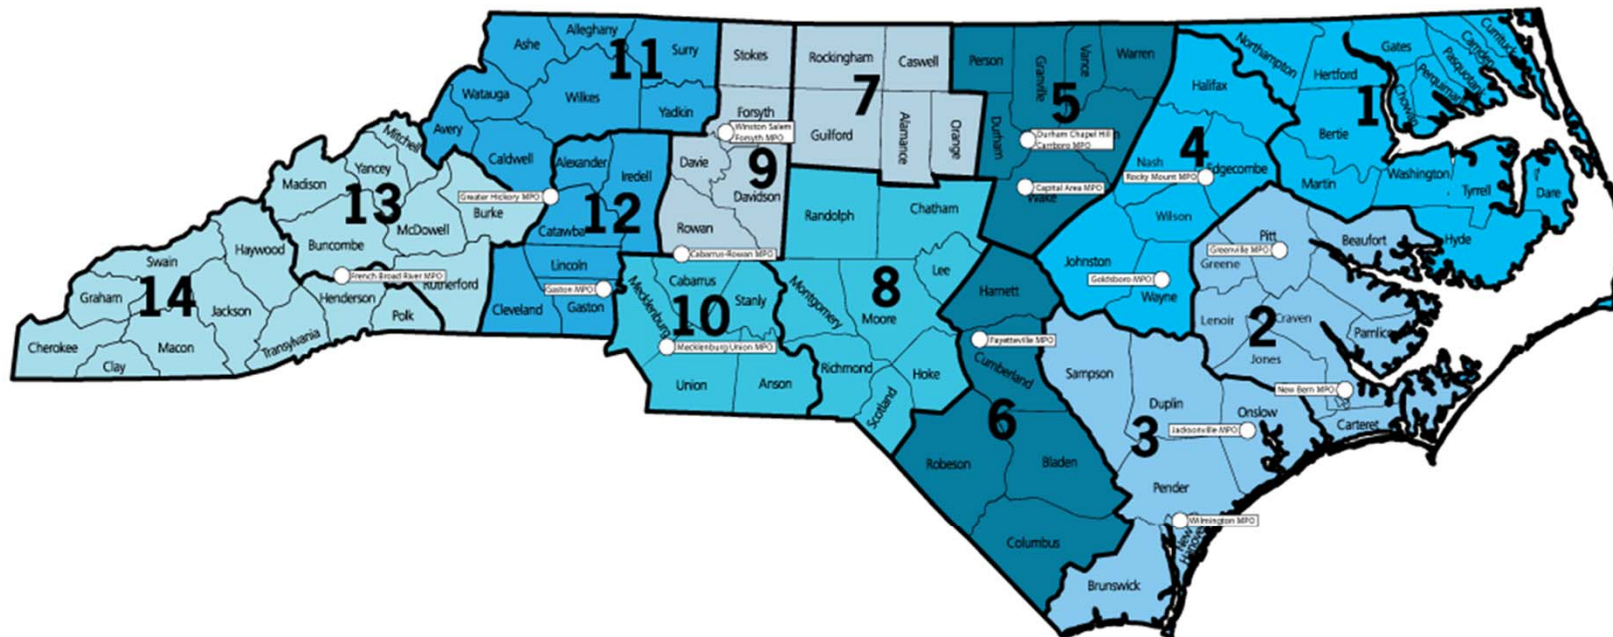 Ashe
Alleghany
11
Surry
Watauga
Wilkes
Yadkin
Avery
Caldwell
Stokes
Forsyth
Winston Salem
Forsyth MPO
Davie
9
Davidson
Rowan
Cabarrus-Rowan MPO
Rockingham
Caswell
7
Guilford
Alamance
Orange
Person
Granville
Vance
Warren
5
Durham
Durham Chapel Hill
Carrboro MPO
Capital Area MPO
Wake
Halifax
4
Nash
Edgecombe
Rocky Mount MPO
Wilson
Johnston
Goldsboro MPO
Wayne
Northampton
Gates
Hertford
Camden
Currituck
Pasquotank
Perquimans
Chowan
1
Bertie
Martin
Washington
Tyrrell
Dare
Hyde
Mitchell
Yancey
Madison
13
McDowell
Burke
Buncombe
Rutherford
French Broad River MPO
Greater Hickory MPO
Alexander
Iredell
12
Catawba
Lincoln
Gaston MPO
Cleveland
Gaston
Haywood
Swain
Graham
14
Jackson
Henderson
Polk
Cherokee
Macon
Transylvania
Clay
Cabarrus
Mecklenburg
10
Stanly
Mecklenburg Union MPO
Union
Anson
Randolph
Chatham
Lee
Montgomery
8
Moore
Richmond
Hoke
Scotland
Harnett
Fayetteville MPO
Cumberland
6
Robeson
Bladen
Columbus
Pitt
Greenville MPO
Greene
Beaufort
Lenoir
2
Craven
Pamlico
Jones
New Bern MPO
Carteret
Sampson
Duplin
Onslow
3
Jacksonville MPO
Pender
Wilmington MPO
New
Hanover
Brunswick